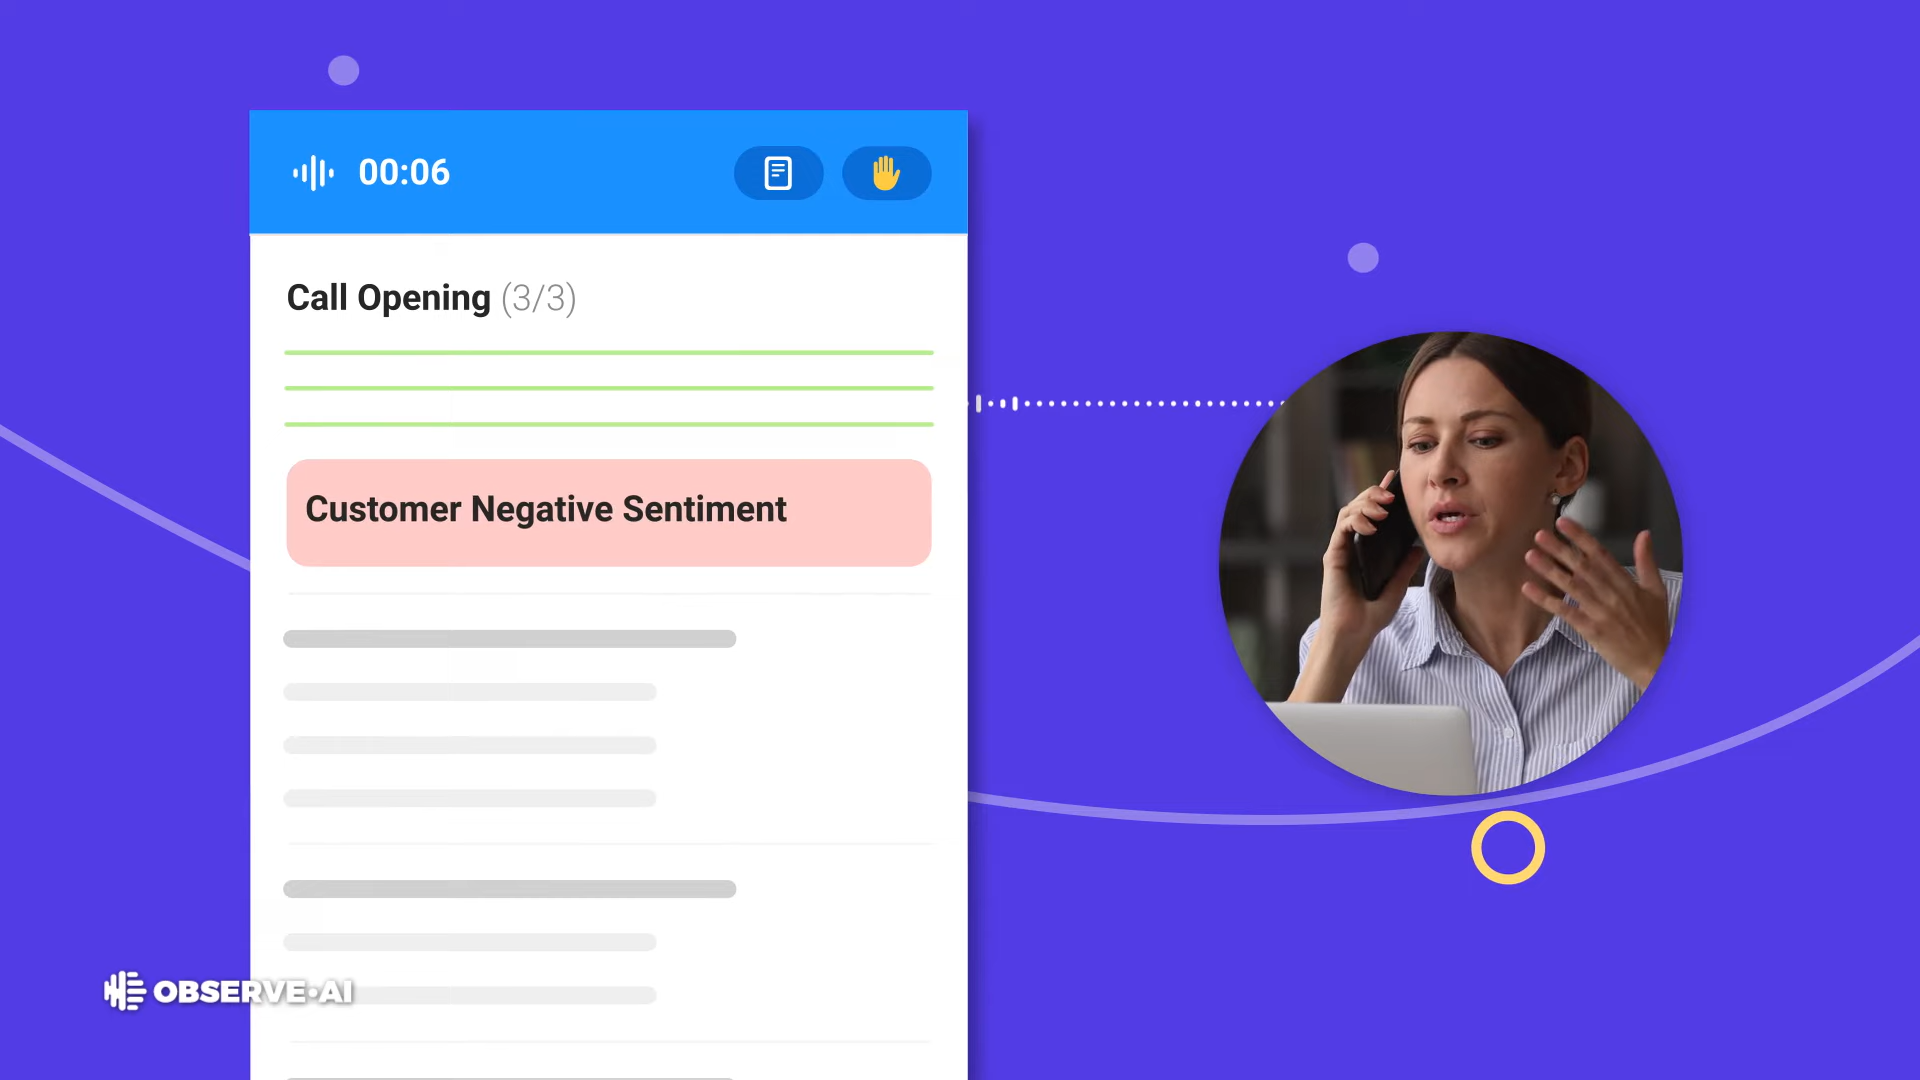 00:06
Call Opening (3/3)
Customer Negative Sentiment
OBSERVE•AI